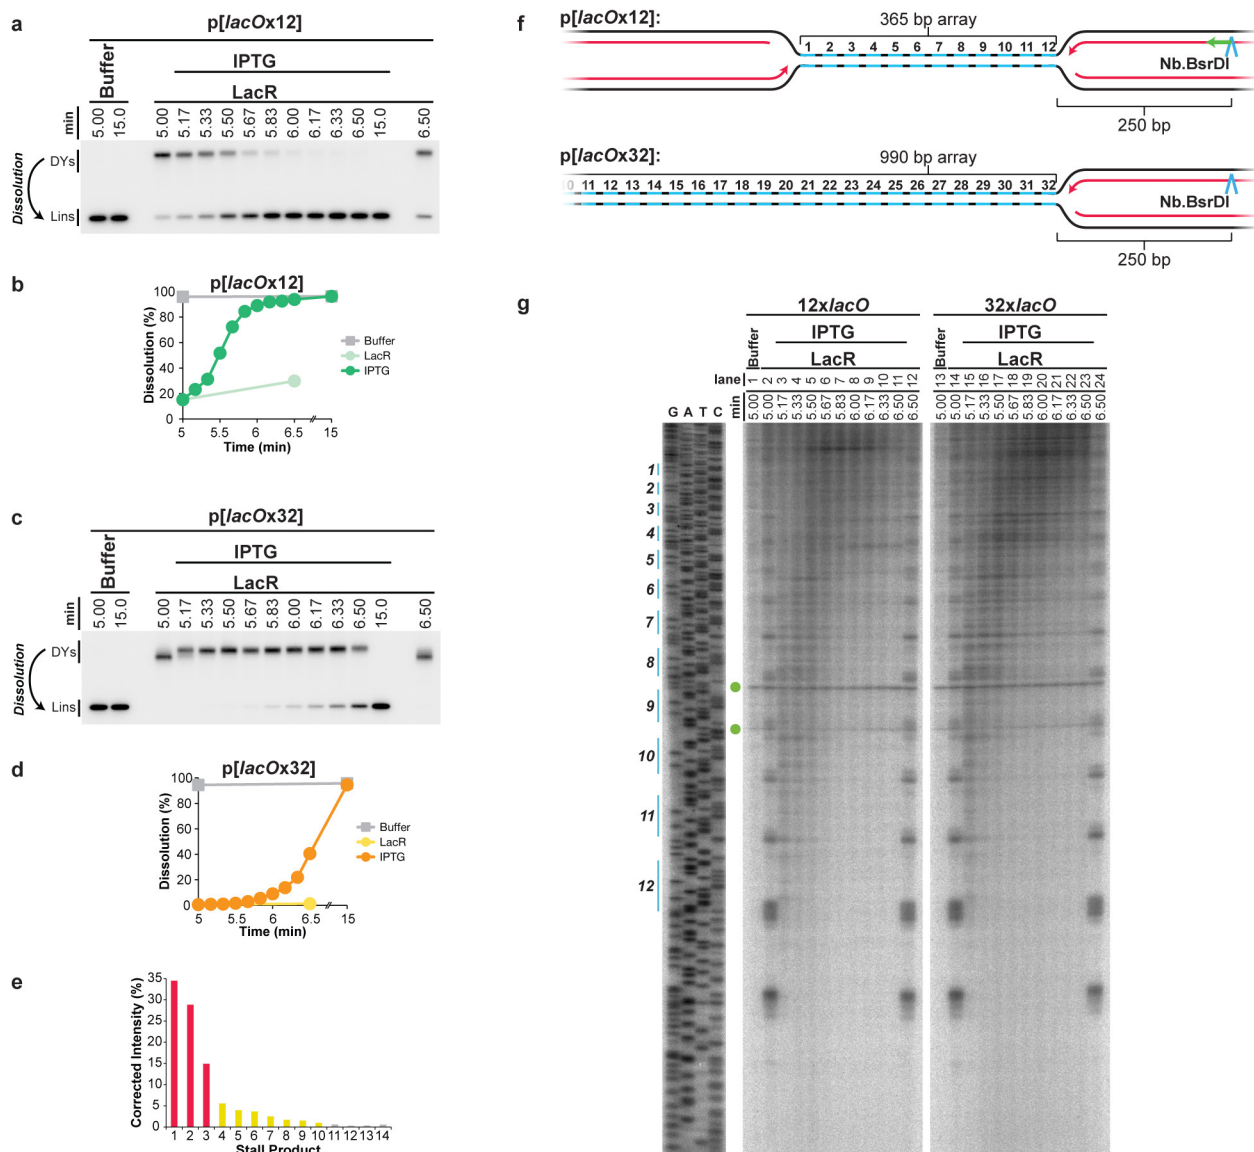 a
p[lacOx12]:
Buffer
IPTG
LacR
min
5.00 15.0 5.00 5.17 5.33 5.50 5.67 5.83 6.00 6.17 6.33 6.50 15.0 6.50
Dissolution
DYs
Lins
b
p[lacOx12]
Dissolution (%)
100
80
60
40
20
0
5 5.5 6 6.5 15
Time (min)
Buffer
LacR
IPTG
c
p[lacOx32]
Buffer
IPTG
LacR
min
5.00 15.0 5.00 5.17 5.33 5.50 5.67 5.83 6.00 6.17 6.33 6.50 15.0 6.50
Dissolution
DYs
Lins
d
p[lacOx32]
Dissolution (%)
100
80
60
40
20
0
5 5.5 6 6.5 15
Time (min)
Buffer
LacR
IPTG
e
Corrected Intensity (%)
35
30
25
20
15
10
5
0
1 2 3 4 5 6 7 8 9 10 11 12 13 14
Stall Product
f
p[lacOx12]:
365 bp array
1 2 3 4 5 6 7 8 9 10 11 12
Nb.BsrDI
250 bp
p[lacOx32]:
990 bp array
0 11 12 13 14 15 16 17 18 19 20 21 22 23 24 25 26 27 28 29 30 31 32
Nb.BsrDI
250 bp
g
12xlacO 32xlacO
Buffer IPTG Buffer IPTG
LacR LacR
lane 1 2 3 4 5 6 7 8 9 10 11 12 13 14 15 16 17 18 19 20 21 22 23 24
min 5.00 5.00 5.17 5.33 5.50 5.67 5.83 6.00 6.17 6.33 6.50 6.50 5.00 5.00 5.17 5.33 5.50 5.67 5.83 6.00 6.17 6.33 6.50 6.50
G A T C
1
2
3
4
5
6
7
8
9
10
11
12